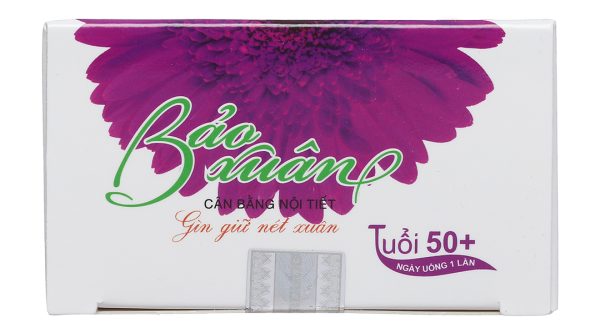 Bảo
xuân
CÂN BẰNG NỘI TIẾT
Gìn giữ nét xuân
Tuổi 50+
NGÀY UỐNG 1 LẦN